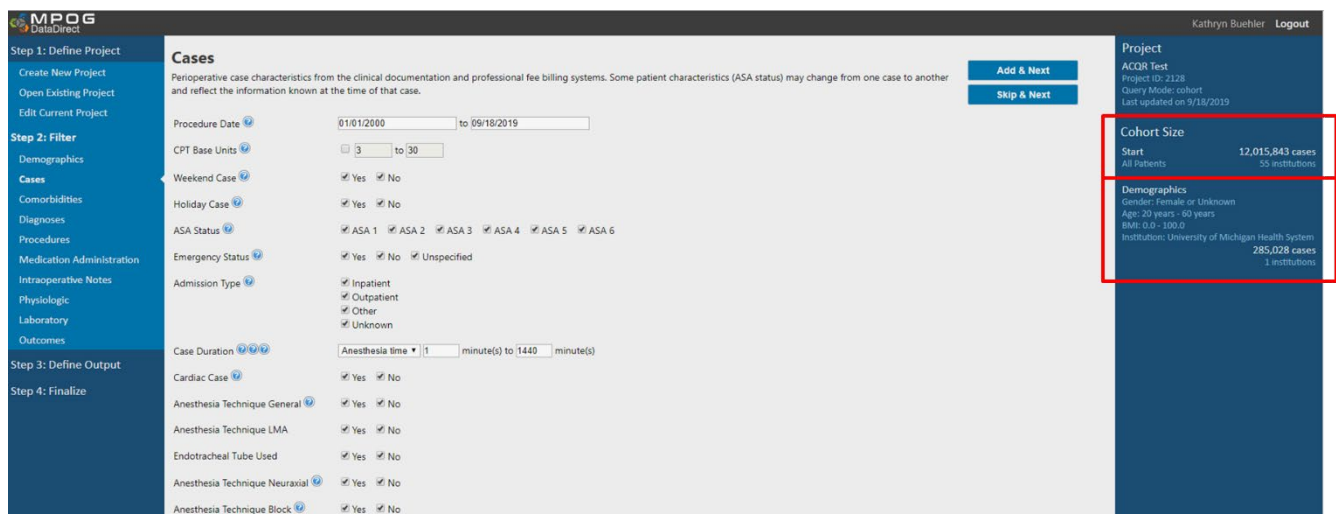 MPOG
DataDirect
Kathryn Buehler Logout
Step 1: Define Project
Create New Project
Open Existing Project
Edit Current Project
Step 2: Filter
Demographics
Cases
Comorbidities
Diagnoses
Procedures
Medication Administration
Intraoperative Notes
Physiologic
Laboratory
Outcomes
Step 3: Define Output
Step 4: Finalize
Cases
Perioperative case characteristics from the clinical documentation and professional fee billing systems. Some patient characteristics (ASA status) may change from one case to another
and reflect the information known at the time of that case.
Add & Next
Skip & Next
Procedure Date 01/01/2000 to 09/18/2019
CPT Base Units 3 to 30
Weekend Case Yes No
Holiday Case Yes No
ASA Status ASA 1 ASA 2 ASA 3 ASA 4 ASA 5 ASA 6
Emergency Status Yes No Unspecified
Admission Type Inpatient
Outpatient
Other
Unknown
Case Duration Anesthesia time 1 minute(s) to 1440 minute(s)
Cardiac Case Yes No
Anesthesia Technique General Yes No
Anesthesia Technique LMA Yes No
Endotracheal Tube Used Yes No
Anesthesia Technique Neuraxial Yes No
Anesthesia Technique Block Yes No
Project
ACQR Test
Project ID: 2128
Query Mode: cohort
Last updated on 9/18/2019
Cohort Size
Start 12,015,843 cases
All Patients 55 institutions
Demographics
Gender: Female or Unknown
Age: 20 years - 60 years
BMI: 0.0 - 100.0
Institution: University of Michigan Health System
285,028 cases
1 institutions